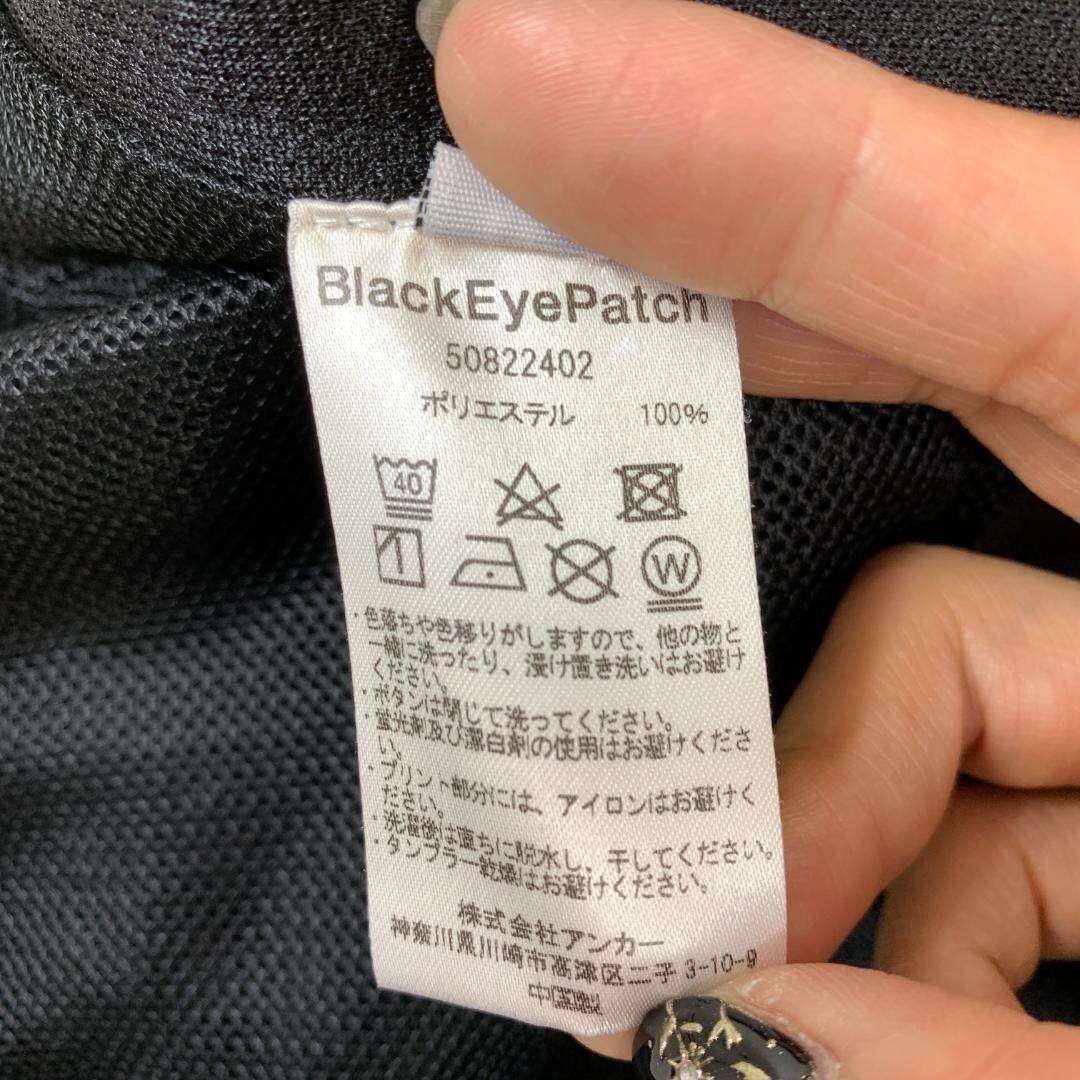 BlackEyePatch
50822402
ポリエステル 100%
40
W
・色落ちや色移りがしますので、他の物と
一緒に洗ったり、浸け置き洗いはお避け
ください。
・ボタンは閉じて洗ってください。
・蛍光剤及び漂白剤の使用はお避けくださ
い。
・プリント部分には、アイロンはお避けく
ださい。
・洗濯後は直ちに脱水し、干してください。
・タンブラー乾燥はお避けください。
株式会社アンカー
神奈川県川崎市高津区二子 3-10-9
中国製